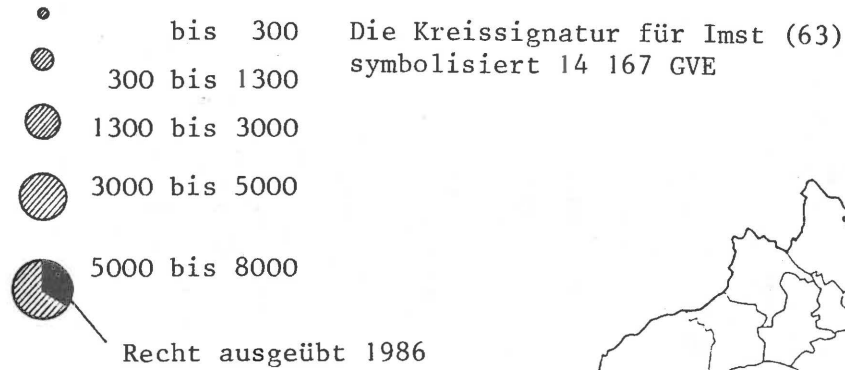 bis 300
300 bis 1300
1300 bis 3000
3000 bis 5000
5000 bis 8000
Recht ausgeübt 1986
Die Kreissignatur für Imst (63)
symbolisiert 14 167 GVE